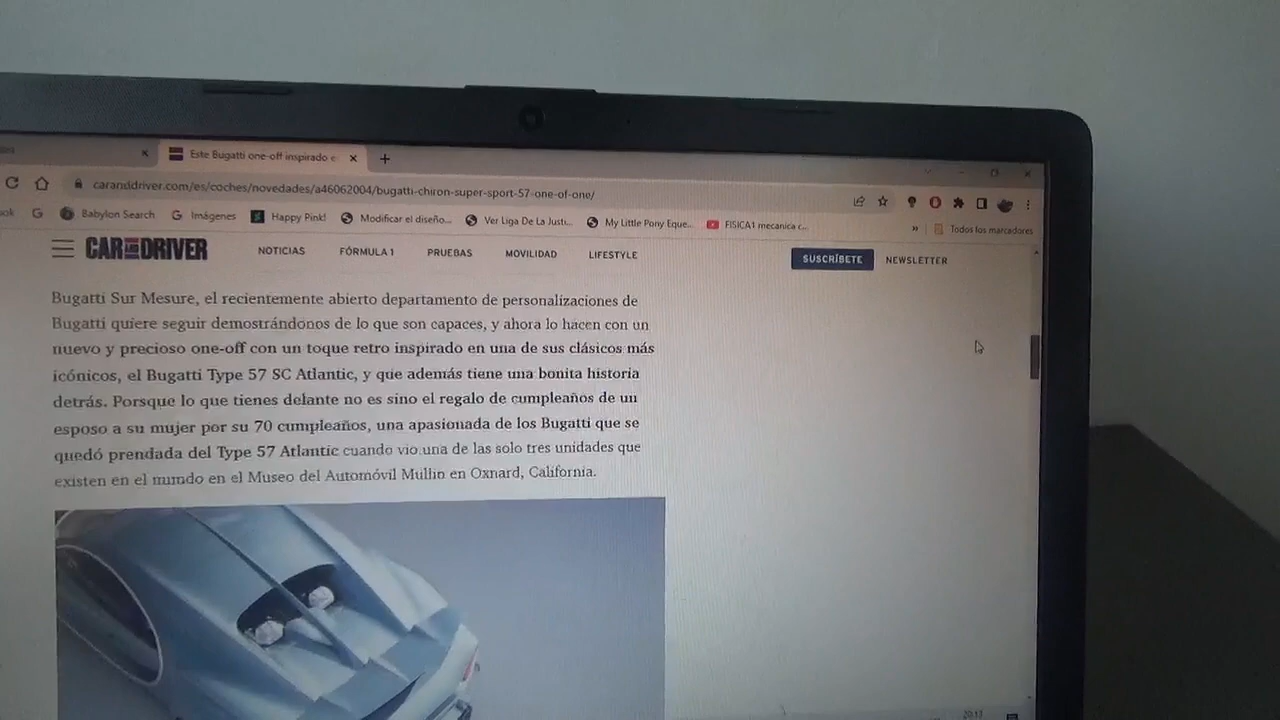 Este Bugatti one-off inspirado e
caranddriver.com/es/coches/novedades/a46062004/bugatti-chiron-super-sport-57-one-of-one/
ook G Babylon Search Imágenes Happy Pink! Modificar el diseño... Ver Liga De La Justi... My Little Pony Eque... FISICA1 mecanica c... » Todos los marcadores
CAR AND DRIVER NOTICIAS FÓRMULA 1 PRUEBAS MOVILIDAD LIFESTYLE SUSCRÍBETE NEWSLETTER
Bugatti Sur Mesure, el recientemente abierto departamento de personalizaciones de
Bugatti quiere seguir demostrándonos de lo que son capaces, y ahora lo hacen con un
nuevo y precioso one-off con un toque retro inspirado en una de sus clásicos más
icónicos, el Bugatti Type 57 SC Atlantic, y que además tiene una bonita historia
detrás. Porsque lo que tienes delante no es sino el regalo de cumpleaños de un
esposo a su mujer por su 70 cumpleaños, una apasionada de los Bugatti que se
quedó prendada del Type 57 Atlantic cuando vio una de las solo tres unidades que
existen en el mundo en el Museo del Automóvil Mullin en Oxnard, California.